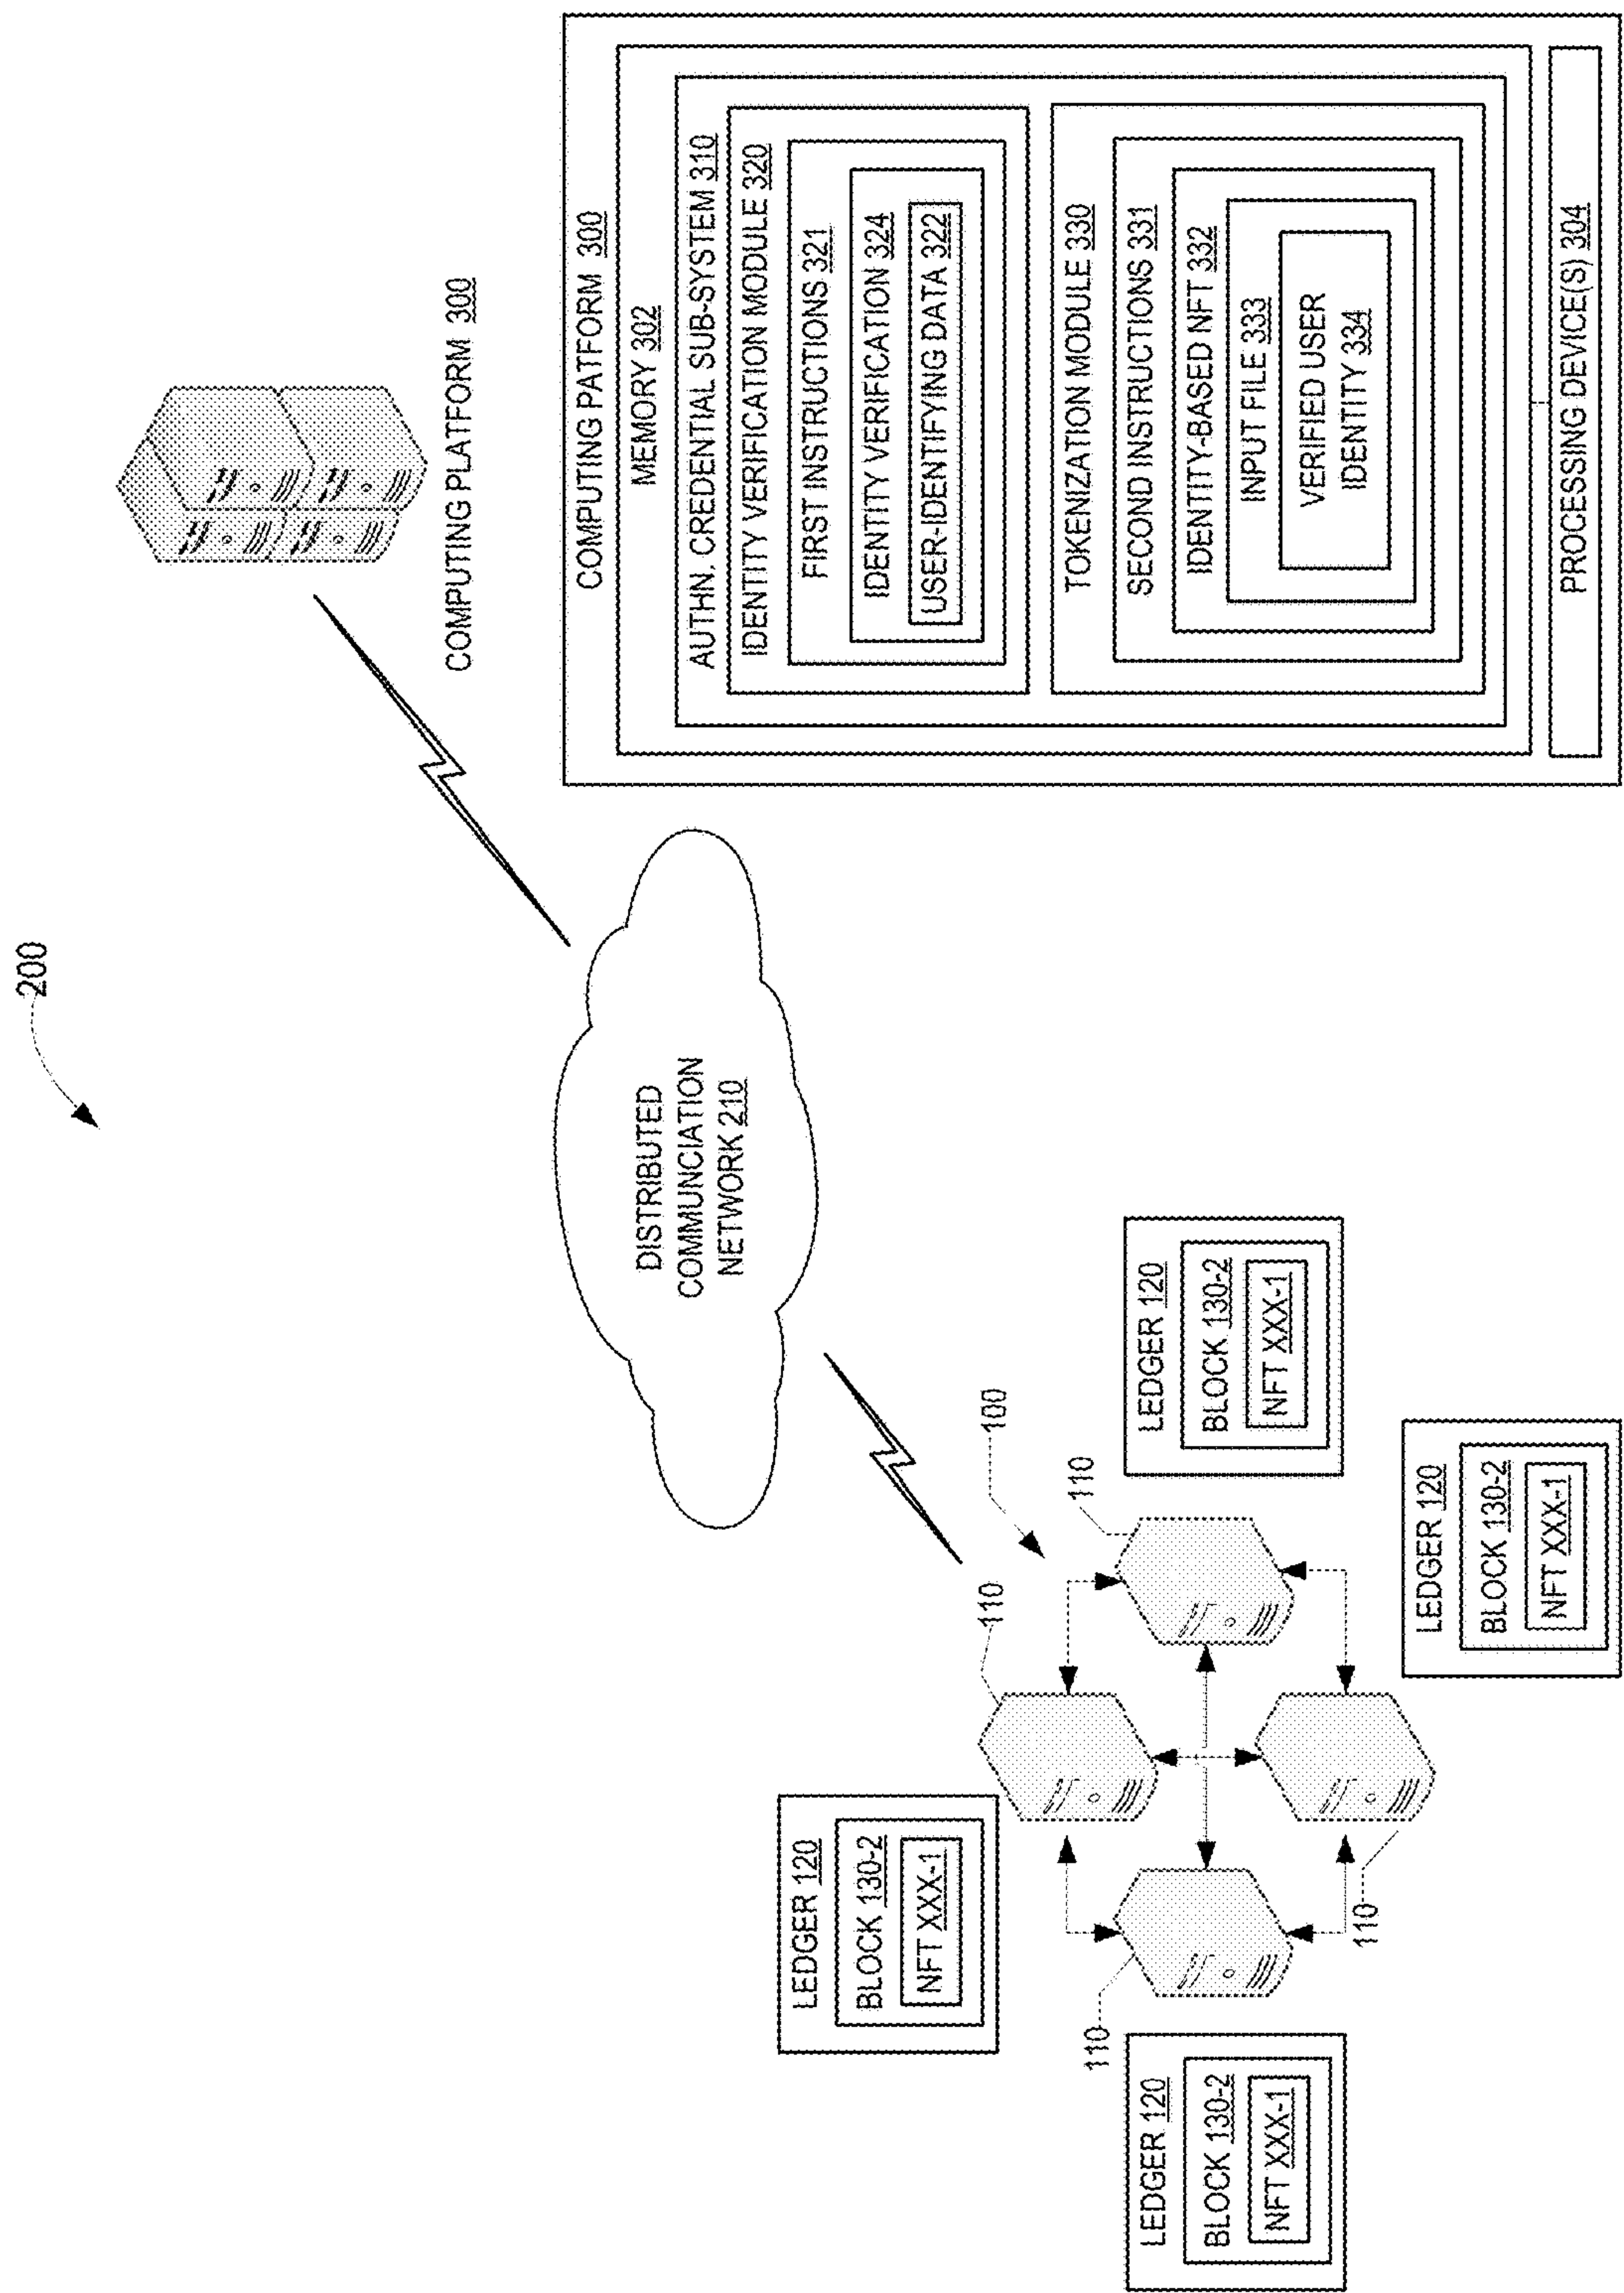 200
COMPUTING PLATFORM 300
COMPUTING PATFORM 300
MEMORY 302
AUTHN. CREDENTIAL SUB-SYSTEM 310
IDENTITY VERIFICATION MODULE 320
FIRST INSTRUCTIONS 321
IDENTITY VERIFICATION 324
USER-IDENTIFYING DATA 322
TOKENIZATION MODULE 330
SECOND INSTRUCTIONS 331
IDENTITY-BASED NFT 332
INPUT FILE 333
VERIFIED USER
IDENTITY 334
PROCESSING DEVICE(S) 304
DISTRIBUTED
COMMUNCIATION
NETWORK 210
100
110
110
110
110
LEDGER 120
BLOCK 130-2
NFT XXX-1
LEDGER 120
BLOCK 130-2
NFT XXX-1
LEDGER 120
BLOCK 130-2
NFT XXX-1
LEDGER 120
BLOCK 130-2
NFT XXX-1